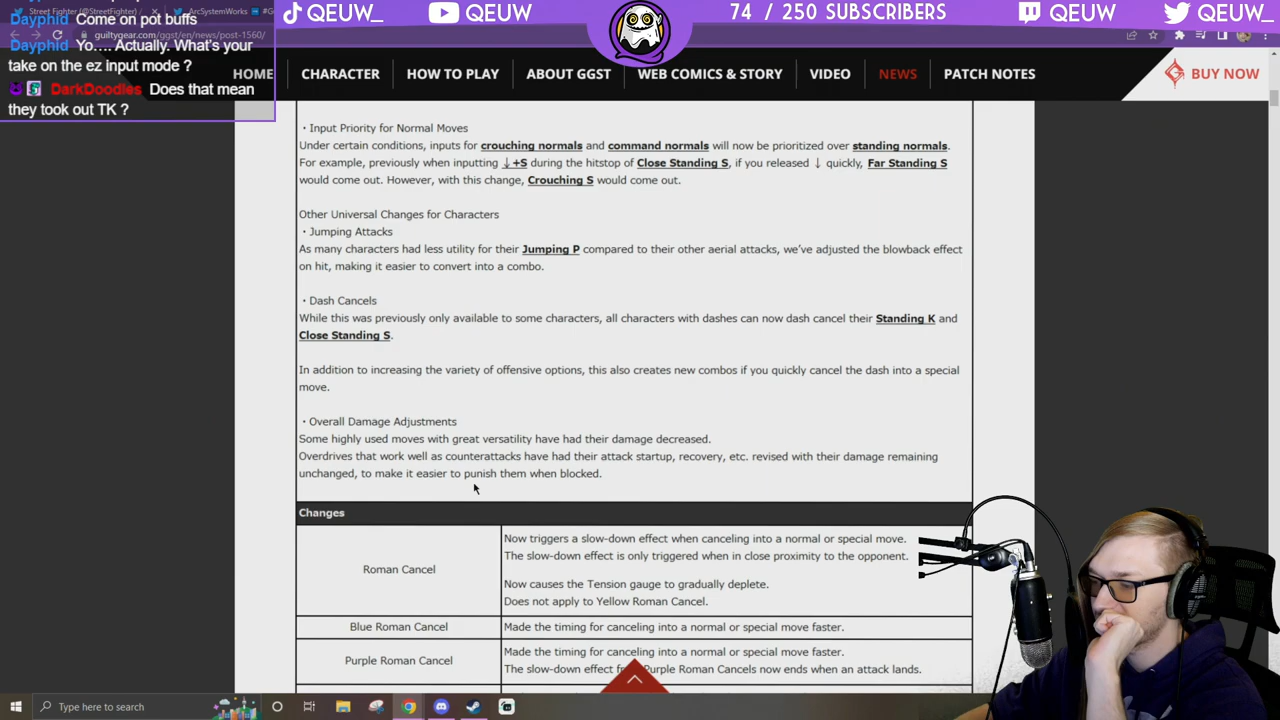 Street Fighter (@StreetFighter) /
ArcSystemWorks
#G
Dayphid Come on pot buffs
Dayphid Yo.... Actually. What's your
take on the ez input mode ?
DarkDoodles Does that mean
they took out TK ?
guiltygear.com/ggst/en/news/post-1560/
QEUW_
QEUW
74 / 250 SUBSCRIBERS
QEUW
QEUW_
HOME
CHARACTER
HOW TO PLAY
ABOUT GGST
WEB COMICS & STORY
VIDEO
NEWS
PATCH NOTES
BUY NOW
・Input Priority for Normal Moves
Under certain conditions, inputs for crouching normals and command normals will now be prioritized over standing normals.
For example, previously when inputting ↓+S during the hitstop of Close Standing S, if you released ↓ quickly, Far Standing S
would come out. However, with this change, Crouching S would come out.
Other Universal Changes for Characters
・Jumping Attacks
As many characters had less utility for their Jumping P compared to their other aerial attacks, we've adjusted the blowback effect
on hit, making it easier to convert into a combo.
・Dash Cancels
While this was previously only available to some characters, all characters with dashes can now dash cancel their Standing K and
Close Standing S.
In addition to increasing the variety of offensive options, this also creates new combos if you quickly cancel the dash into a special
move.
・Overall Damage Adjustments
Some highly used moves with great versatility have had their damage decreased.
Overdrives that work well as counterattacks have had their attack startup, recovery, etc. revised with their damage remaining
unchanged, to make it easier to punish them when blocked.
Changes
Roman Cancel
Now triggers a slow-down effect when canceling into a normal or special move.
The slow-down effect is only triggered when in close proximity to the opponent.
Now causes the Tension gauge to gradually deplete.
Does not apply to Yellow Roman Cancel.
Blue Roman Cancel
Made the timing for canceling into a normal or special move faster.
Purple Roman Cancel
Made the timing for canceling into a normal or special move faster.
The slow-down effect Purple Roman Cancels now ends when an attack lands.
Type here to search